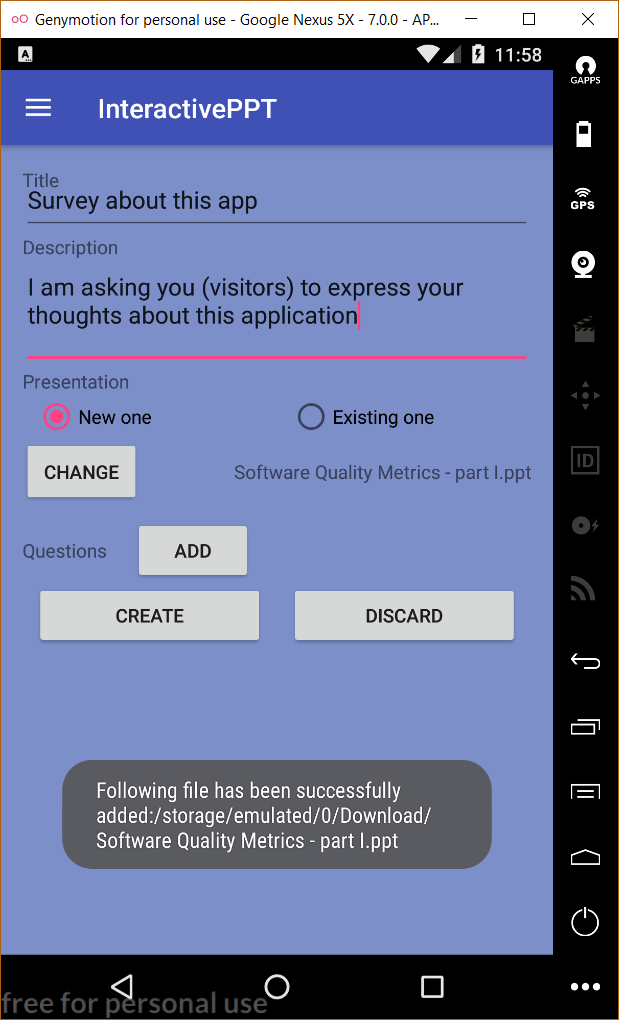 Genymotion for personal use - Google Nexus 5X - 7.0.0 - AP...
A
11:58
GAPPS
InteractivePPT
GPS
Title
Survey about this app
Description
I am asking you (visitors) to express your
thoughts about this application
Presentation
New one
Existing one
ID
CHANGE
Software Quality Metrics - part I.ppt
Questions
ADD
CREATE
DISCARD
Following file has been successfully
added:/storage/emulated/0/Download/
Software Quality Metrics - part I.ppt
free for personal use